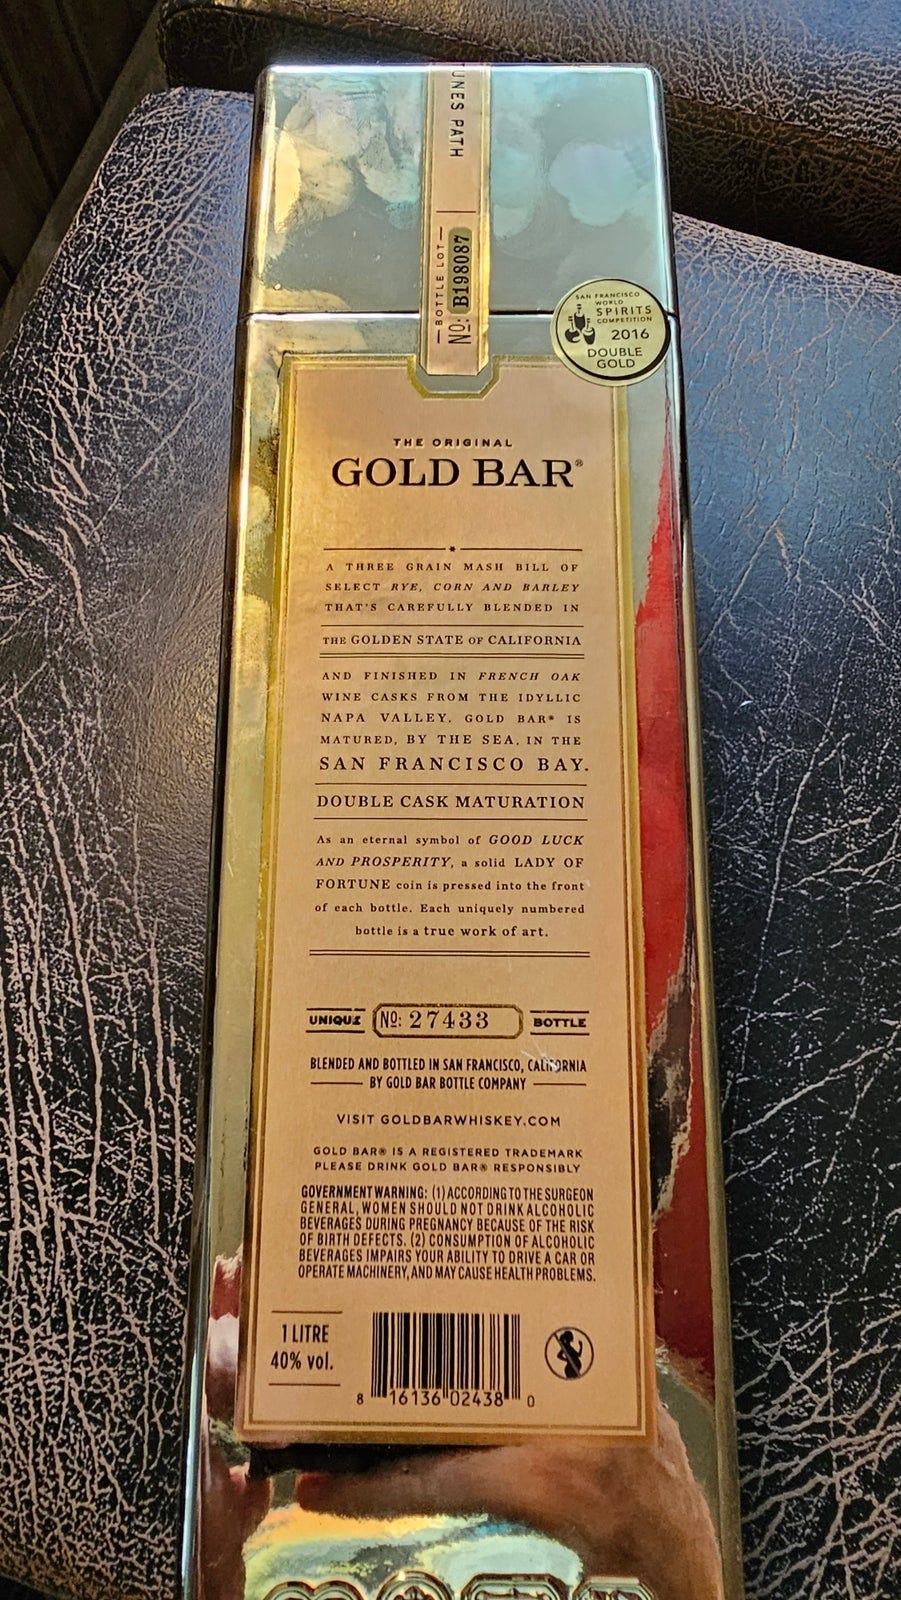 UNES PATH
BOTTLE LOT
Nº: B198087
SAN FRANCISCO
WORLD
SPIRITS
COMPETITION
2016
DOUBLE
GOLD
THE ORIGINAL
GOLD BAR®
A THREE GRAIN MASH BILL OF
SELECT RYE, CORN AND BARLEY
THAT'S CAREFULLY BLENDED IN
THE GOLDEN STATE OF CALIFORNIA
AND FINISHED IN FRENCH OAK
WINE CASKS FROM THE IDYLLIC
NAPA VALLEY. GOLD BAR® IS
MATURED, BY THE SEA, IN THE
SAN FRANCISCO BAY.
DOUBLE CASK MATURATION
As an eternal symbol of GOOD LUCK
AND PROSPERITY, a solid LADY OF
FORTUNE coin is pressed into the front
of each bottle. Each uniquely numbered
bottle is a true work of art.
UNIQUE Nº: 27433 BOTTLE
BLENDED AND BOTTLED IN SAN FRANCISCO, CALIFORNIA
BY GOLD BAR BOTTLE COMPANY
VISIT GOLDBARWHISKEY.COM
GOLD BAR® IS A REGISTERED TRADEMARK
PLEASE DRINK GOLD BAR® RESPONSIBLY
GOVERNMENT WARNING: (1) ACCORDING TO THE SURGEON
GENERAL, WOMEN SHOULD NOT DRINK ALCOHOLIC
BEVERAGES DURING PREGNANCY BECAUSE OF THE RISK
OF BIRTH DEFECTS. (2) CONSUMPTION OF ALCOHOLIC
BEVERAGES IMPAIRS YOUR ABILITY TO DRIVE A CAR OR
OPERATE MACHINERY, AND MAY CAUSE HEALTH PROBLEMS.
1 LITRE
40% vol.
8 16136 02438 0